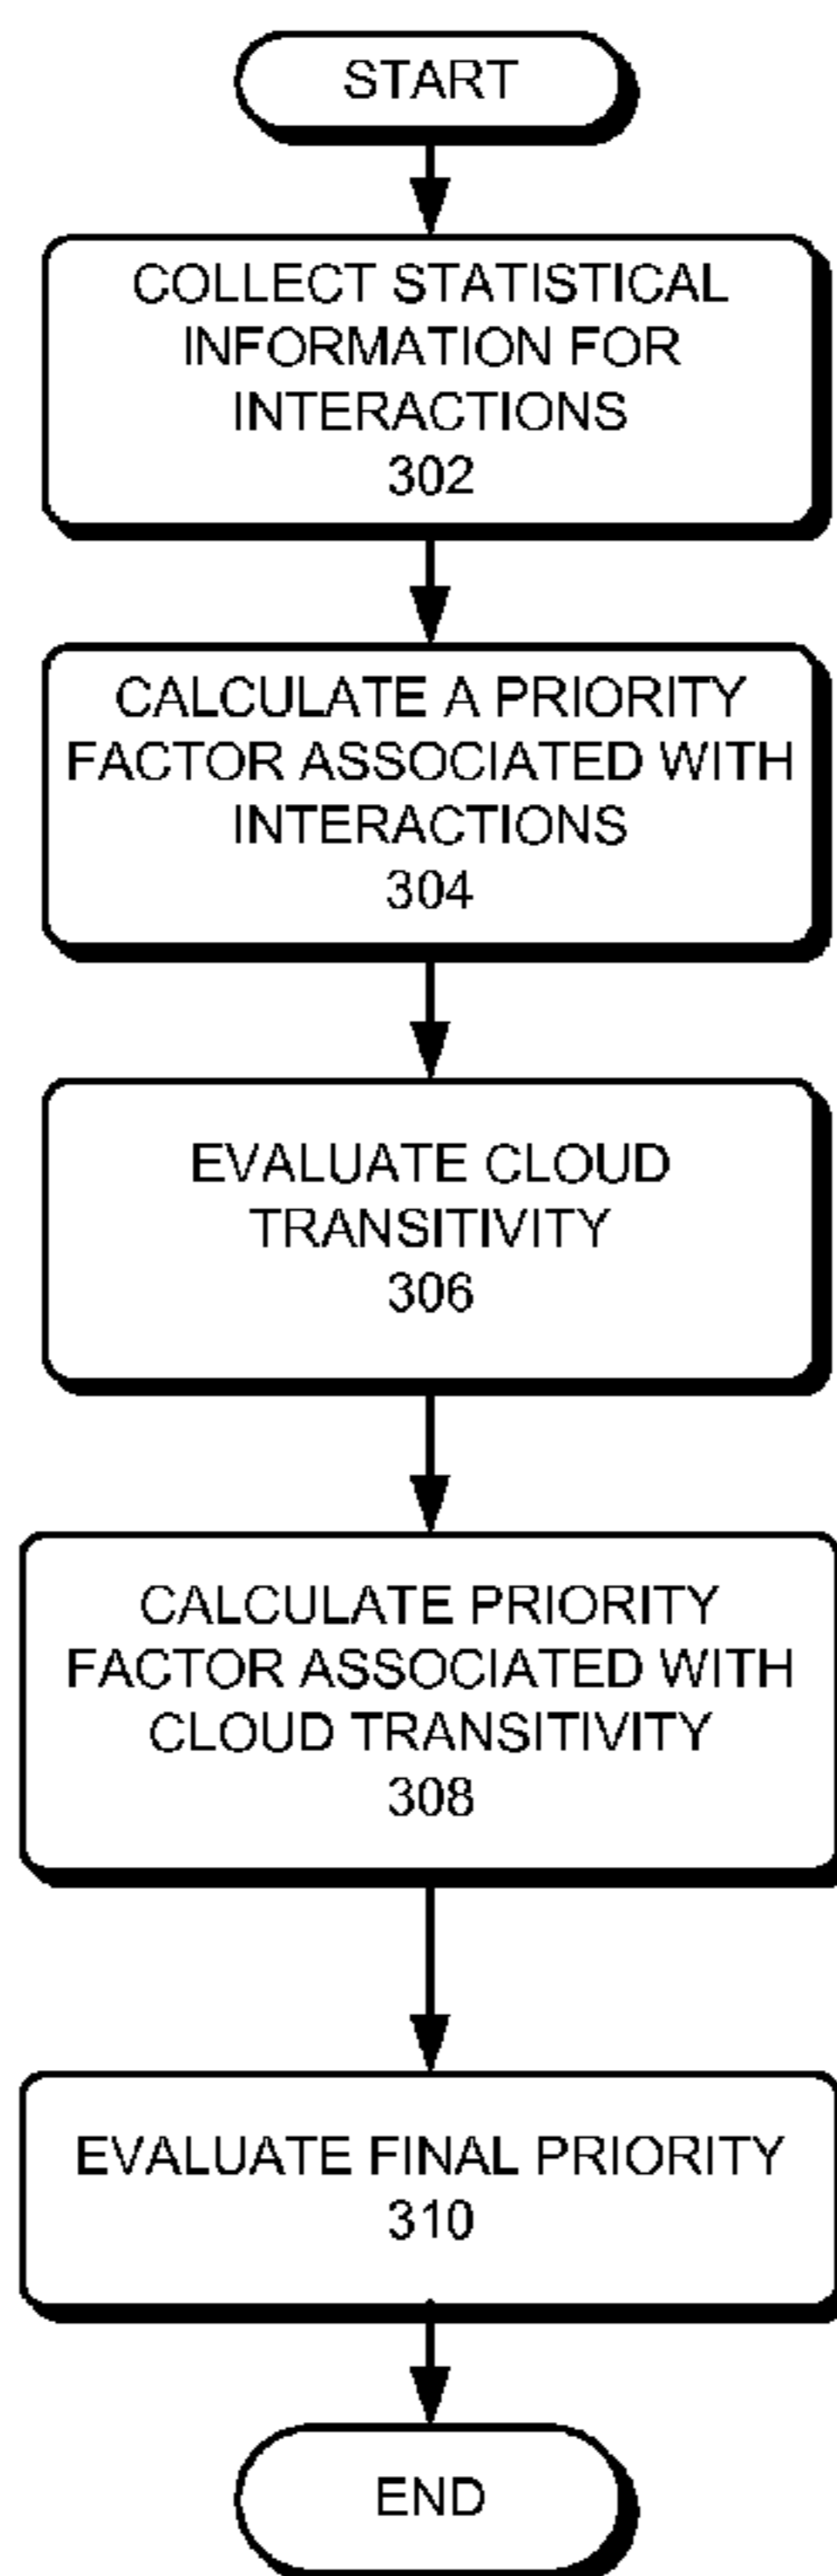 START
COLLECT STATISTICAL
INFORMATION FOR
INTERACTIONS
302
CALCULATE A PRIORITY
FACTOR ASSOCIATED WITH
INTERACTIONS
304
EVALUATE CLOUD
TRANSITIVITY
306
CALCULATE PRIORITY
FACTOR ASSOCIATED WITH
CLOUD TRANSITIVITY
308
EVALUATE FINAL PRIORITY
310
END